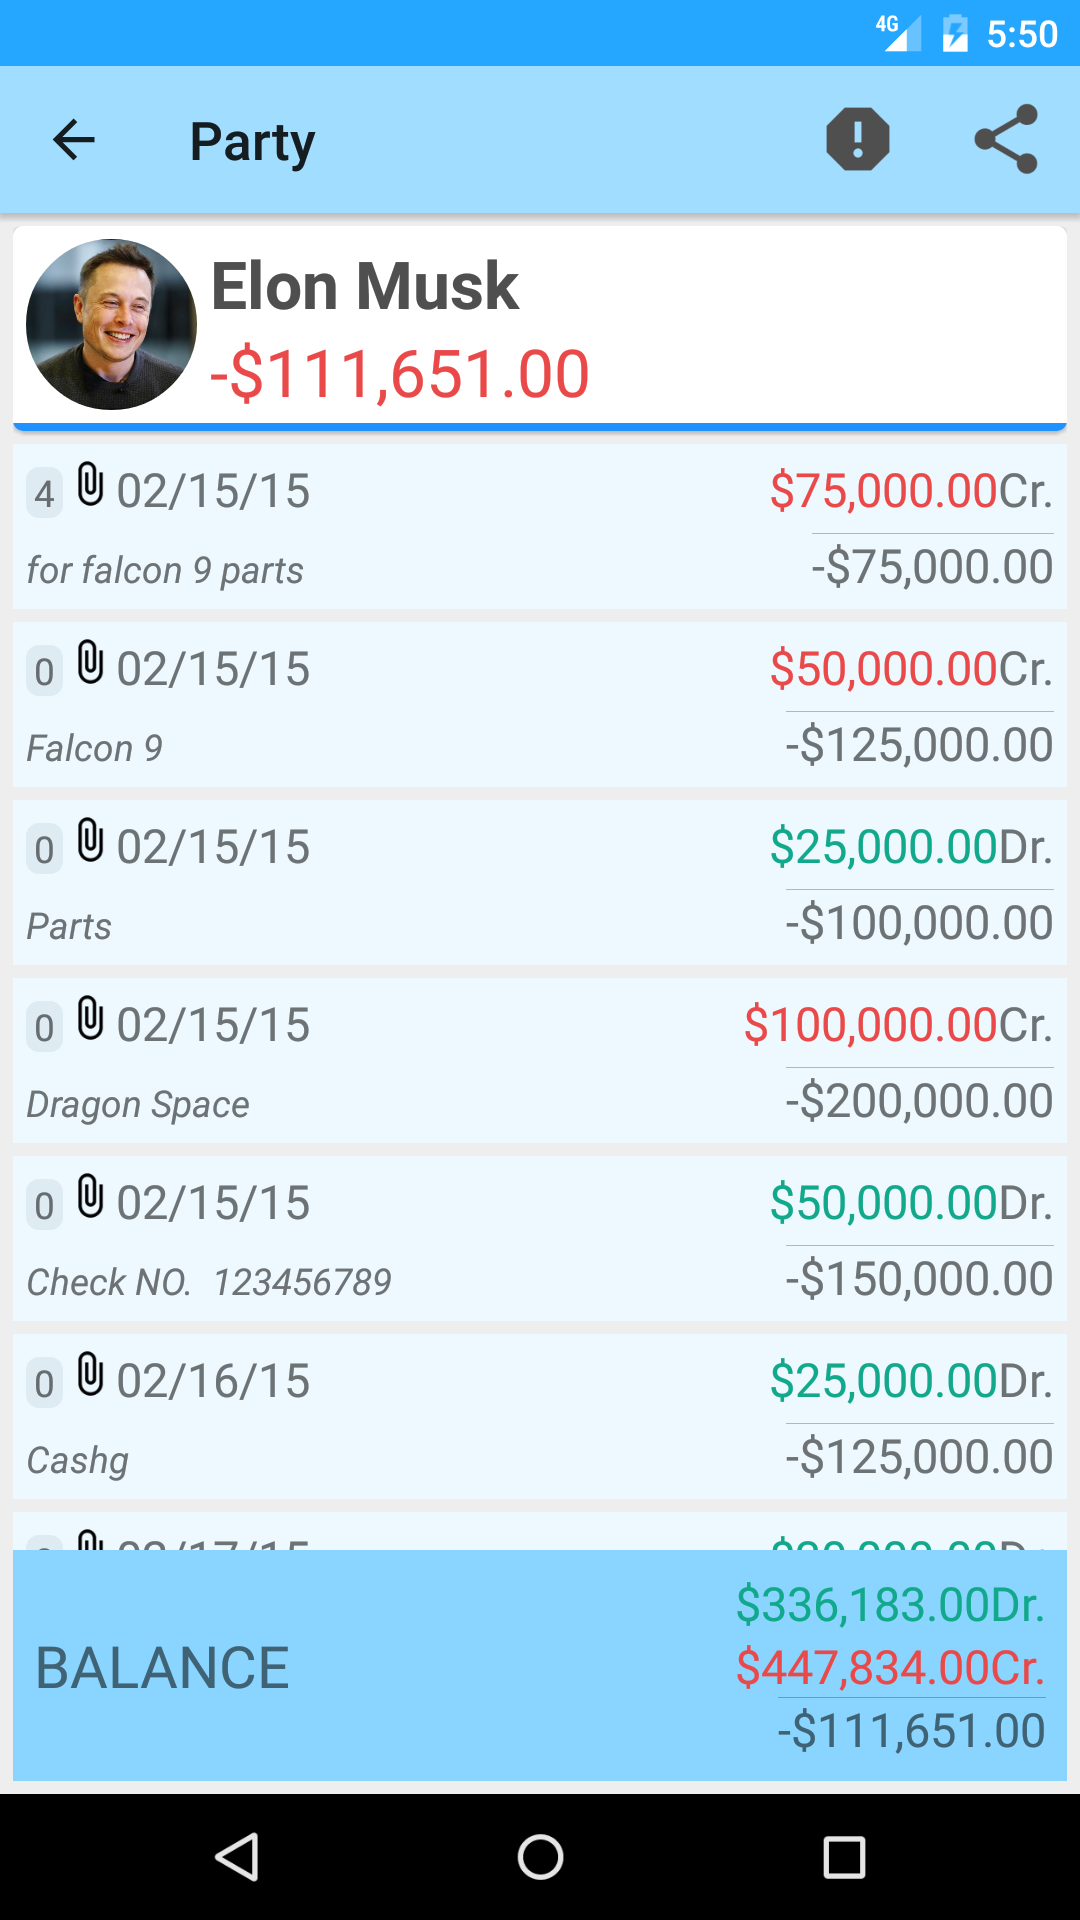 4G 5:50
Party
Elon Musk
-$111,651.00
4 02/15/15 $75,000.00Cr.
for falcon 9 parts -$75,000.00
0 02/15/15 $50,000.00Cr.
Falcon 9 -$125,000.00
0 02/15/15 $25,000.00Dr.
Parts -$100,000.00
0 02/15/15 $100,000.00Cr.
Dragon Space -$200,000.00
0 02/15/15 $50,000.00Dr.
Check NO. 123456789 -$150,000.00
0 02/16/15 $25,000.00Dr.
Cashg -$125,000.00
$336,183.00Dr.
BALANCE $447,834.00Cr.
-$111,651.00